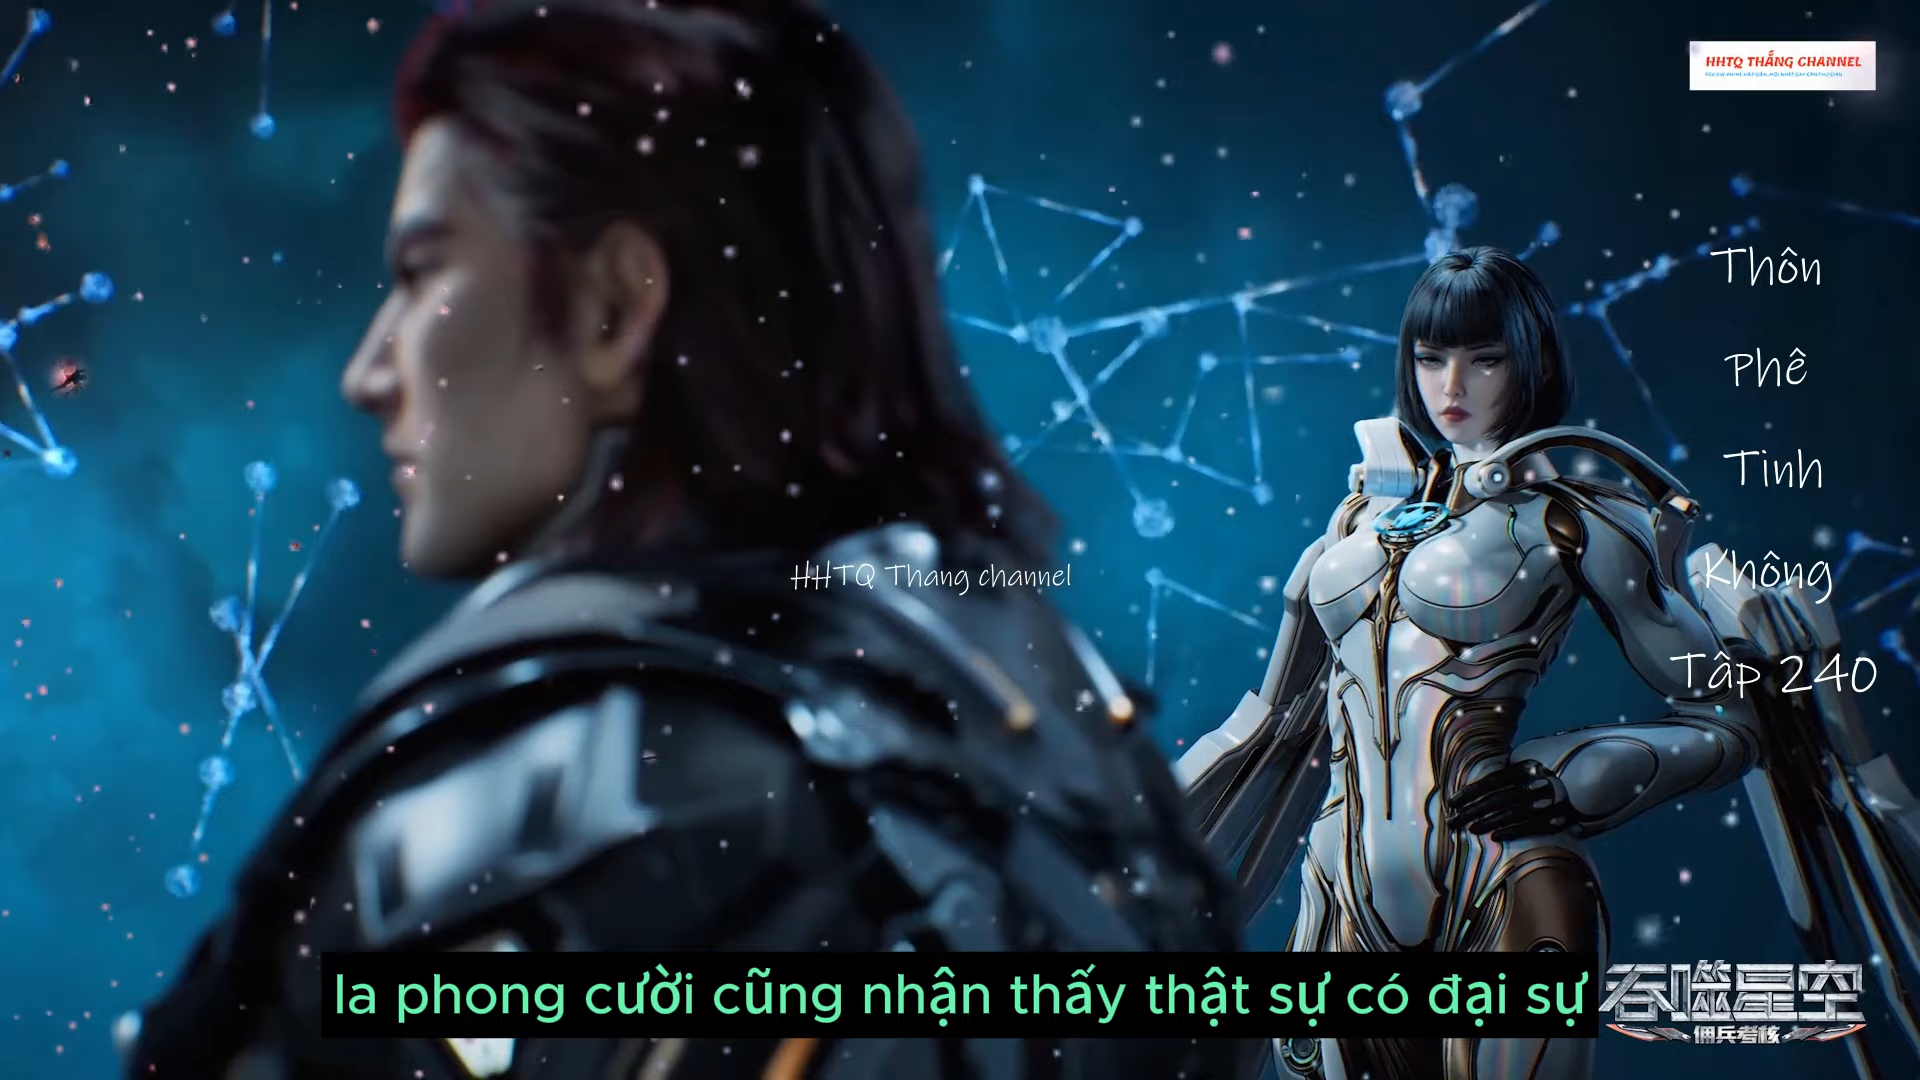 HHTQ THẮNG CHANNEL
Thôn
Phê
Tinh
Không
Tập 240
HHTQ Thang channel
la phong cười cũng nhận thấy thật sự có đại sự
吞噬星空
佣兵考核